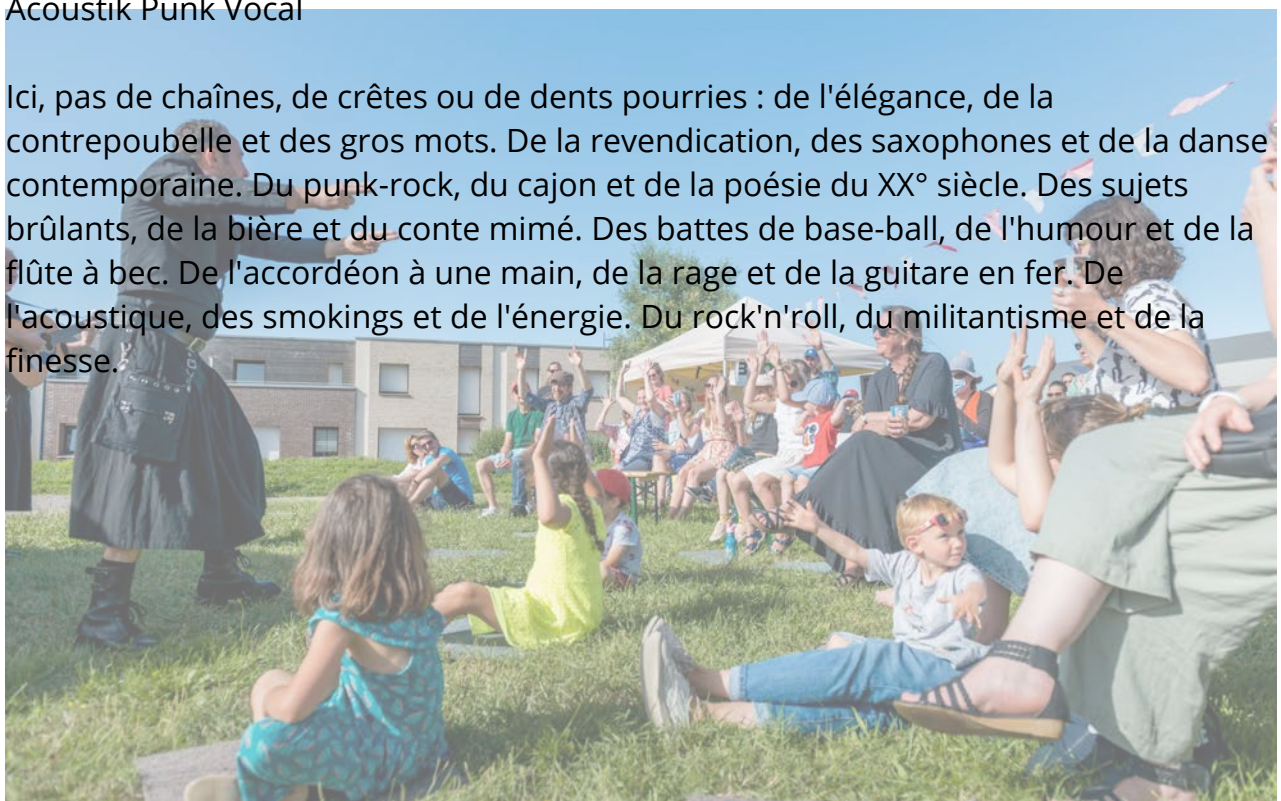 Acoustik Punk Vocal
Ici, pas de chaînes, de crêtes ou de dents pourries : de l'élégance, de la
contrepoubelle et des gros mots. De la revendication, des saxophones et de la danse
contemporaine. Du punk-rock, du cajon et de la poésie du XX° siècle. Des sujets
brûlants, de la bière et du conte mimé. Des battes de base-ball, de l'humour et de la
flûte à bec. De l'accordéon à une main, de la rage et de la guitare en fer. De
l'acoustique, des smokings et de l'énergie. Du rock'n'roll, du militantisme et de la
finesse.